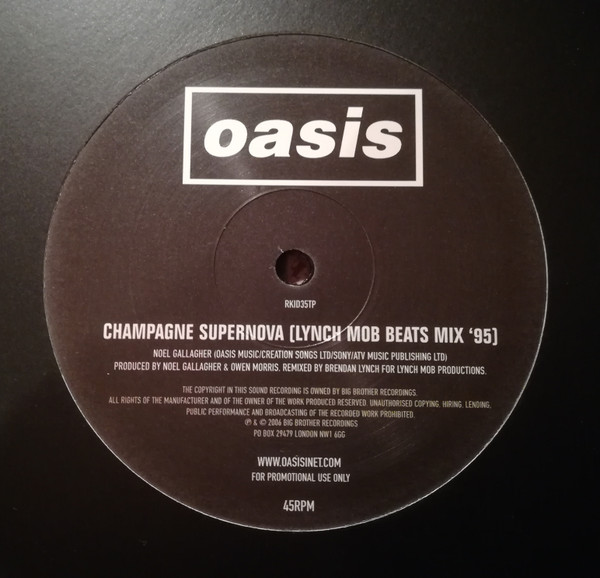 oasis
RKID35TP
CHAMPAGNE SUPERNOVA (LYNCH MOB BEATS MIX ‘95)
NOEL GALLAGHER (OASIS MUSIC/CREATION SONGS LTD/SONY/ATV MUSIC PUBLISHING LTD)
PRODUCED BY NOEL GALLAGHER & OWEN MORRIS. REMIXED BY BRENDAN LYNCH FOR LYNCH MOB PRODUCTIONS.
THE COPYRIGHT IN THIS SOUND RECORDING IS OWNED BY BIG BROTHER RECORDINGS.
ALL RIGHTS OF THE MANUFACTURER AND OF THE OWNER OF THE WORK PRODUCED RESERVED. UNAUTHORISED COPYING. HIRING. LENDING.
PUBLIC PERFORMANCE AND BROADCASTING OF THE RECORDED WORK PROHIBITED.
℗ & © 2006 BIG BROTHER RECORDINGS
PO BOX 29479 LONDON NW1 6GG
WWW.OASISINET.COM
FOR PROMOTIONAL USE ONLY
45RPM